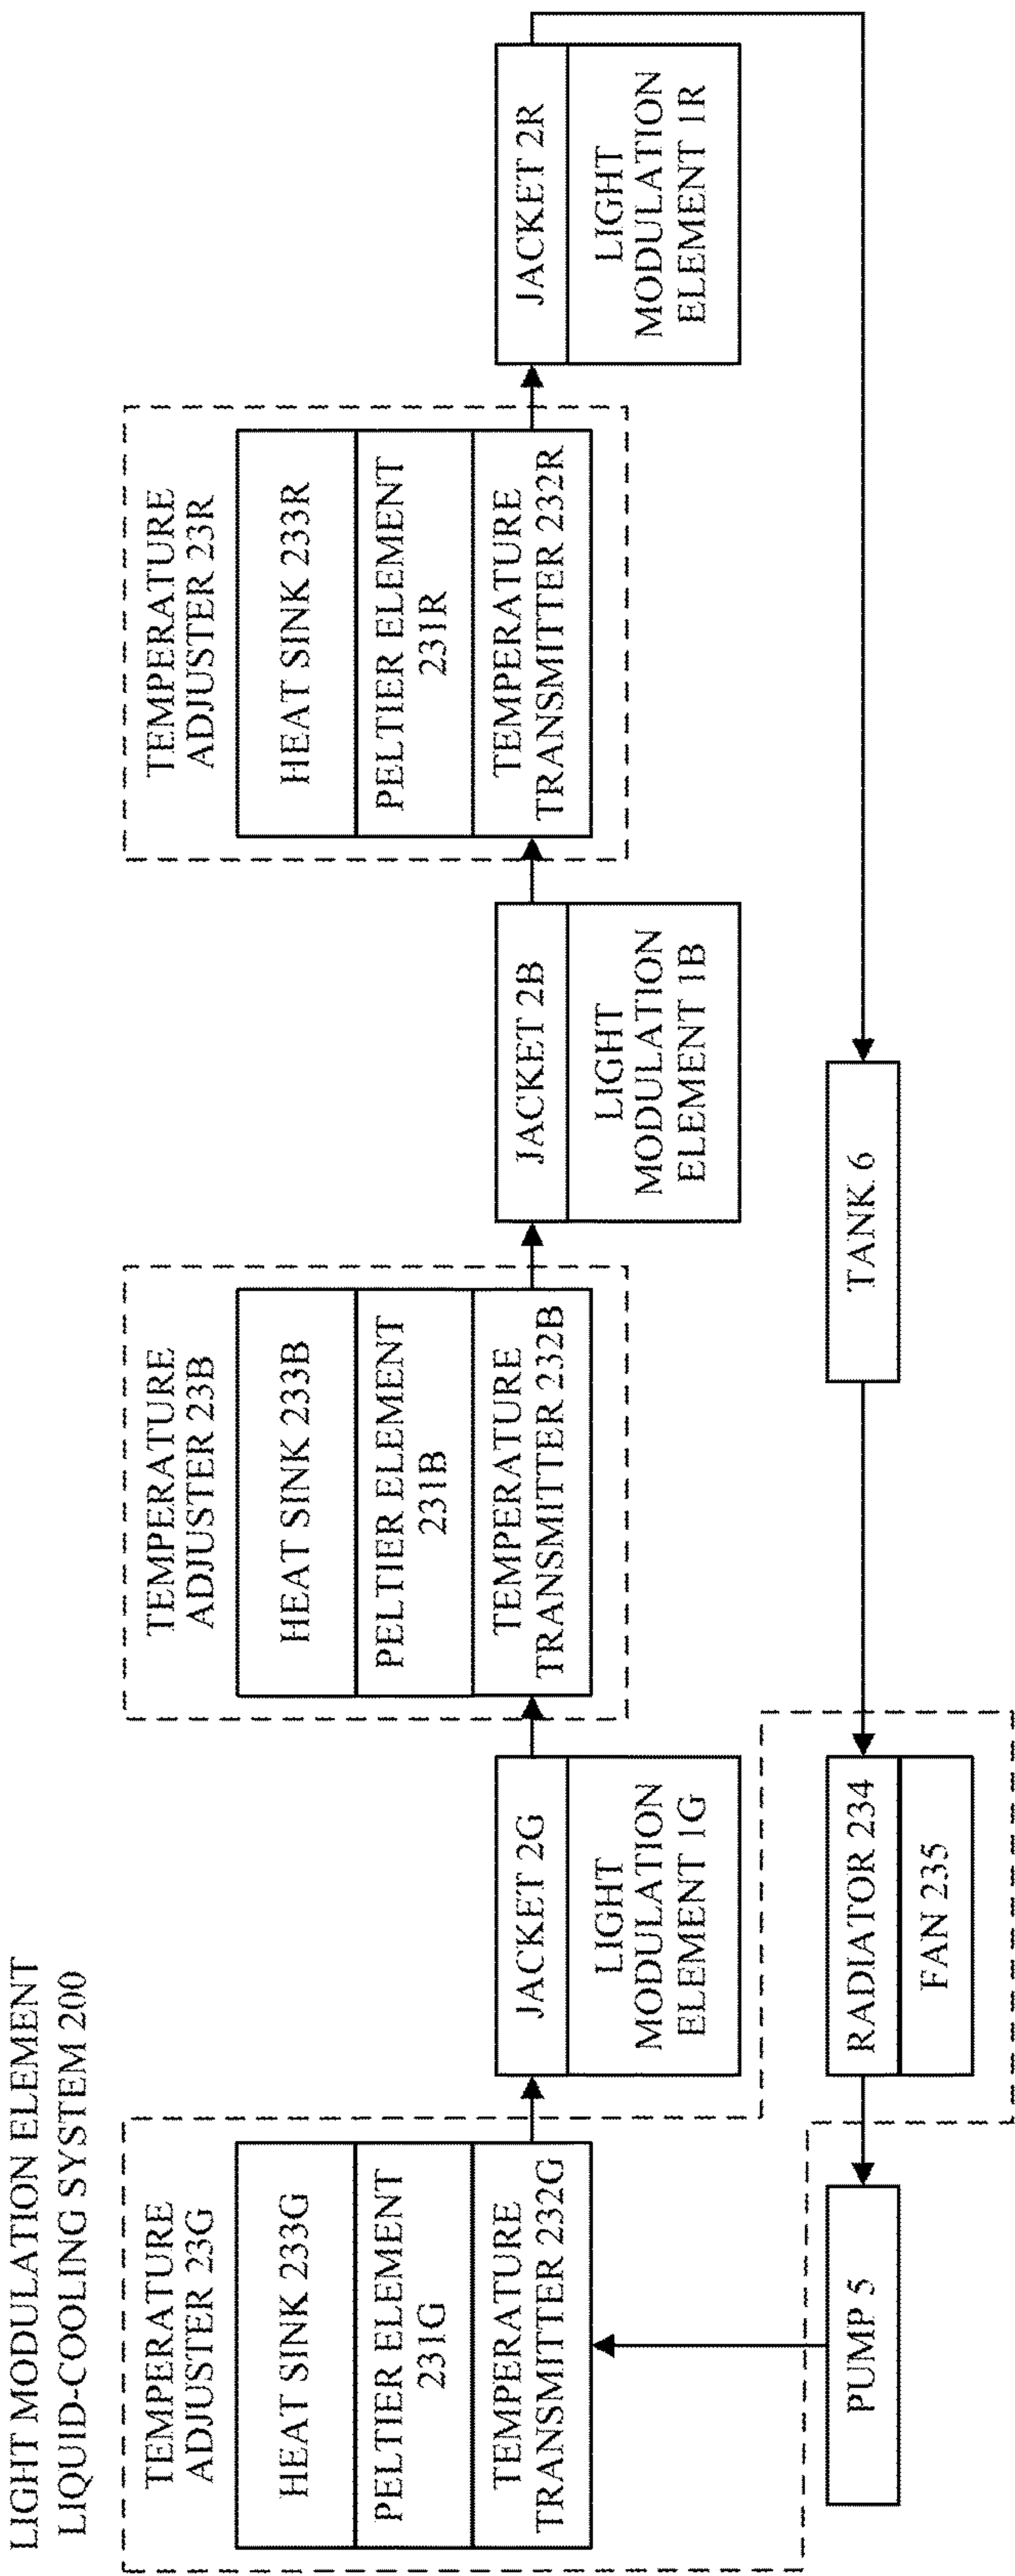 LIGHT MODULATION ELEMENT
LIQUID-COOLING SYSTEM 200
TEMPERATURE
ADJUSTER 23G
HEAT SINK 233G
PELTIER ELEMENT
231G
TEMPERATURE
TRANSMITTER 232G
JACKET 2G
LIGHT
MODULATION
ELEMENT 1G
TEMPERATURE
ADJUSTER 23B
HEAT SINK 233B
PELTIER ELEMENT
231B
TEMPERATURE
TRANSMITTER 232B
JACKET 2B
LIGHT
MODULATION
ELEMENT 1B
TEMPERATURE
ADJUSTER 23R
HEAT SINK 233R
PELTIER ELEMENT
231R
TEMPERATURE
TRANSMITTER 232R
JACKET 2R
LIGHT
MODULATION
ELEMENT 1R
PUMP 5
RADIATOR 234
FAN 235
TANK 6